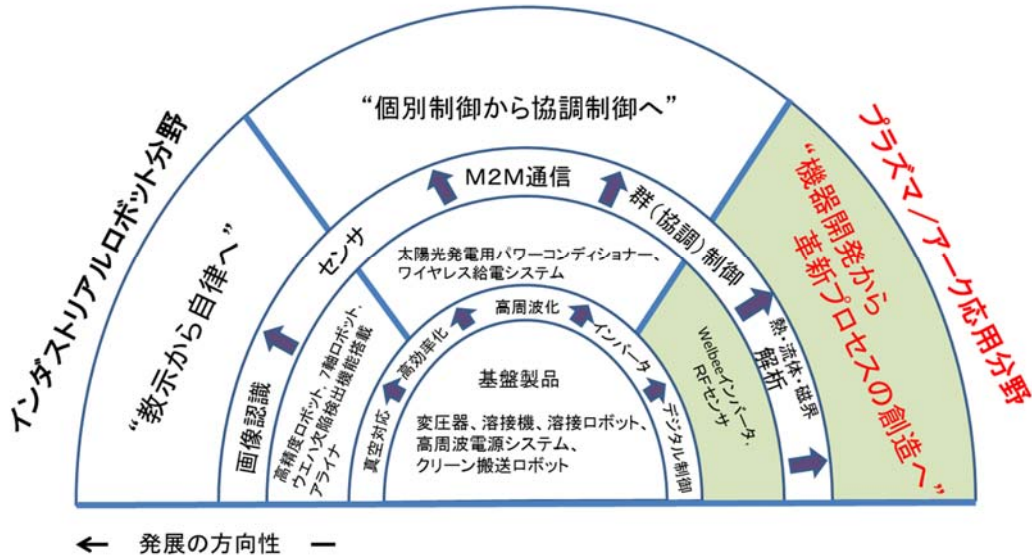 “個別制御から協調制御へ”
インダストリアルロボット分野
プラズマ/アーク応用分野
“教示から自律へ”
“機器開発から
革新プロセスの創造へ”
画像認識
センサ
M2M通信
群(協調)制御
熱・流体・磁界
解析
高精度ロボット、7軸ロボット、
ウエハ欠陥検出機能搭載
アライナ
太陽光発電用パワーコンディショナー、
ワイヤレス給電システム
Welbeeインバータ、
RFセンサ
真空対応
高効率化
高周波化
インバータ
デジタル制御
基盤製品
変圧器、溶接機、溶接ロボット、
高周波電源システム、
クリーン搬送ロボット
← 発展の方向性 ー